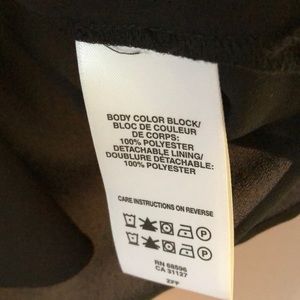 BODY COLOR BLOCK/
BLOC DE COULEUR
DE CORPS:
100% POLYESTER
DETACHABLE LINING/
DOUBLURE DÉTACHABLE:
100% POLYESTER
CARE INSTRUCTIONS ON REVERSE
RN 68596
CA 31127